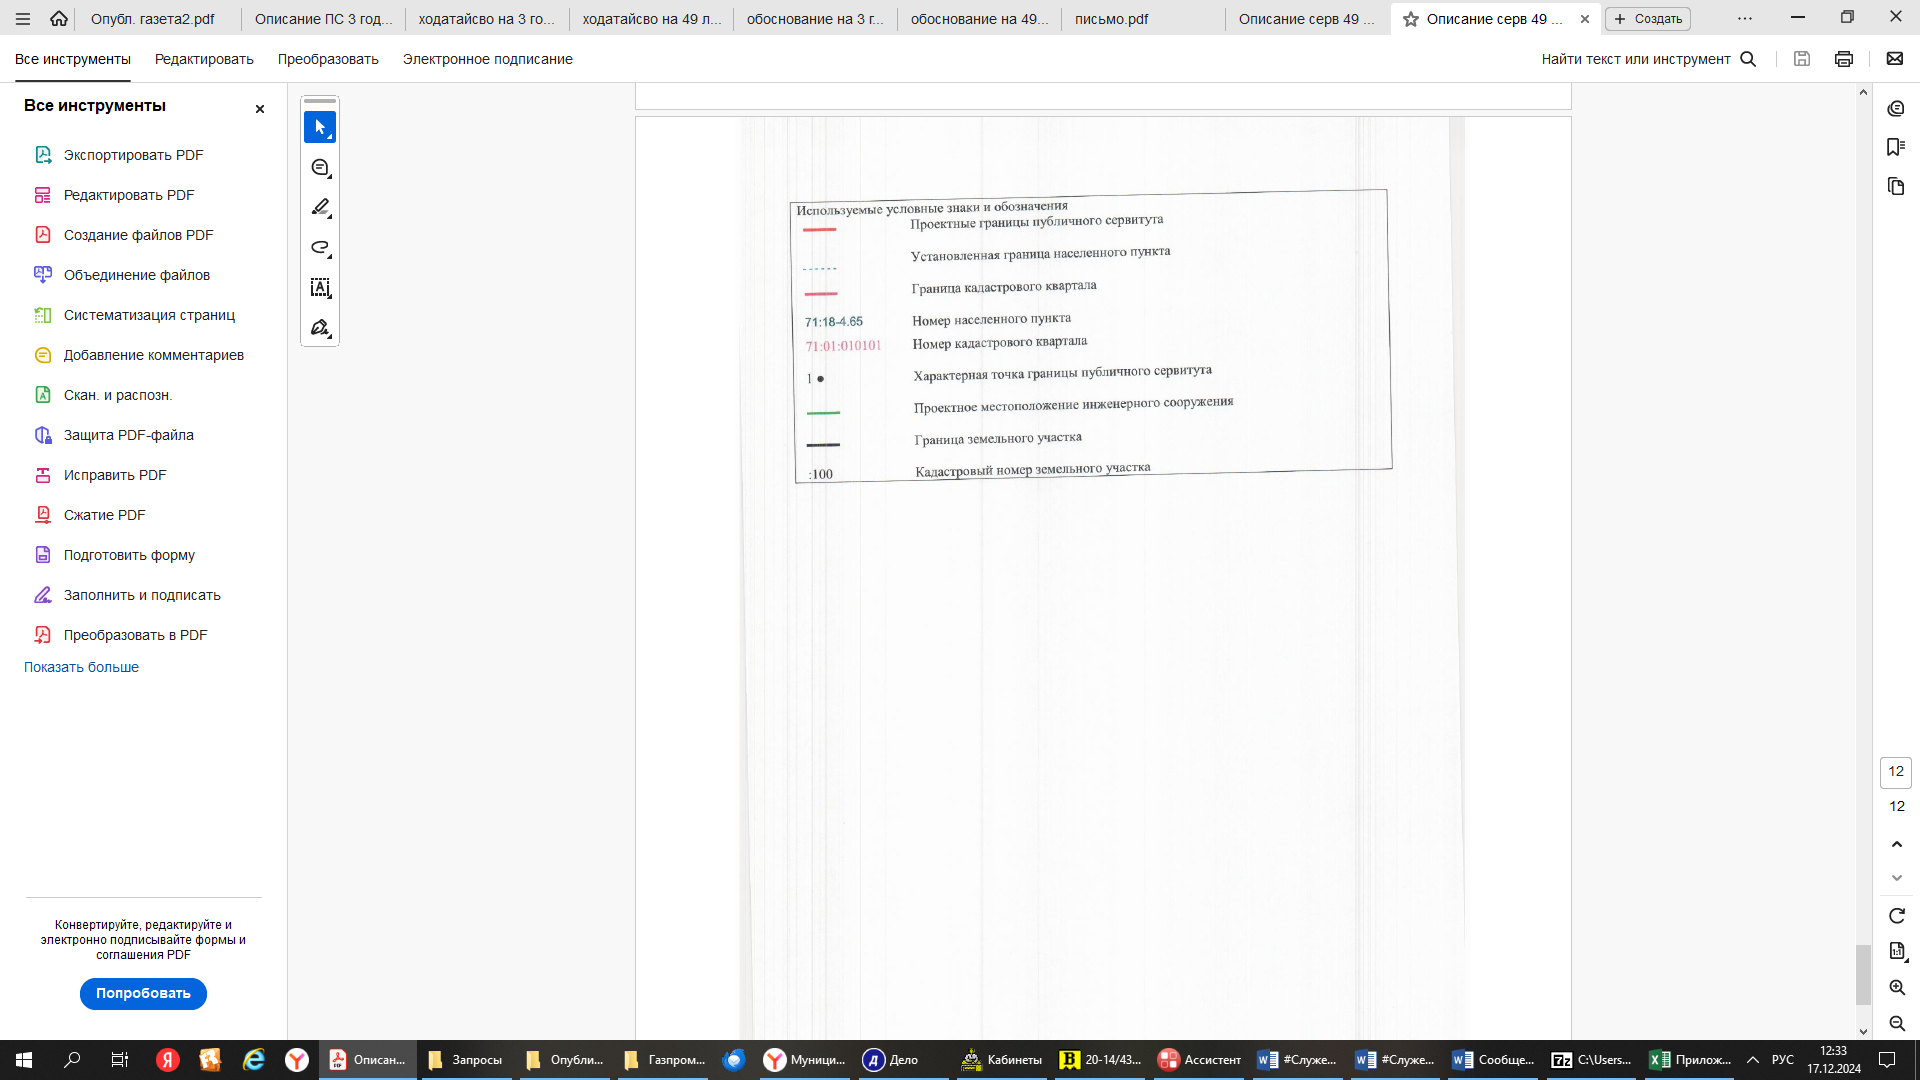 Опубл. газета2.pdf
Описание ПС 3 год...
ходатайсво на 3 го...
ходатайсво на 49 л...
обоснование на 3 г...
обоснование на 49...
письмо.pdf
Описание серв 49 ...
Описание серв 49 ...
Создать
Все инструменты
Редактировать
Преобразовать
Электронное подписание
Найти текст или инструмент
Все инструменты
Экспортировать PDF
Редактировать PDF
Создание файлов PDF
Объединение файлов
Систематизация страниц
Добавление комментариев
Скан. и распозн.
Защита PDF-файла
Исправить PDF
Сжатие PDF
Подготовить форму
Заполнить и подписать
Преобразовать в PDF
Показать больше
Конвертируйте, редактируйте и
электронно подписывайте формы и
соглашения PDF
Попробовать
Используемые условные знаки и обозначения
Проектные границы публичного сервитута
Установленная граница населенного пункта
Граница кадастрового квартала
71:18-4.65 Номер населенного пункта
71:01:010101 Номер кадастрового квартала
1 Характерная точка границы публичного сервитута
Проектное местоположение инженерного сооружения
Граница земельного участка
:100 Кадастровый номер земельного участка
12
12
Описан...
Запросы
Опубли...
Газпром...
Муници...
Дело
Кабинеты
20-14/43...
Ассистент
#Служе...
#Служе...
Сообще...
C:\Users...
Прилож...
РУС
12:33
17.12.2024